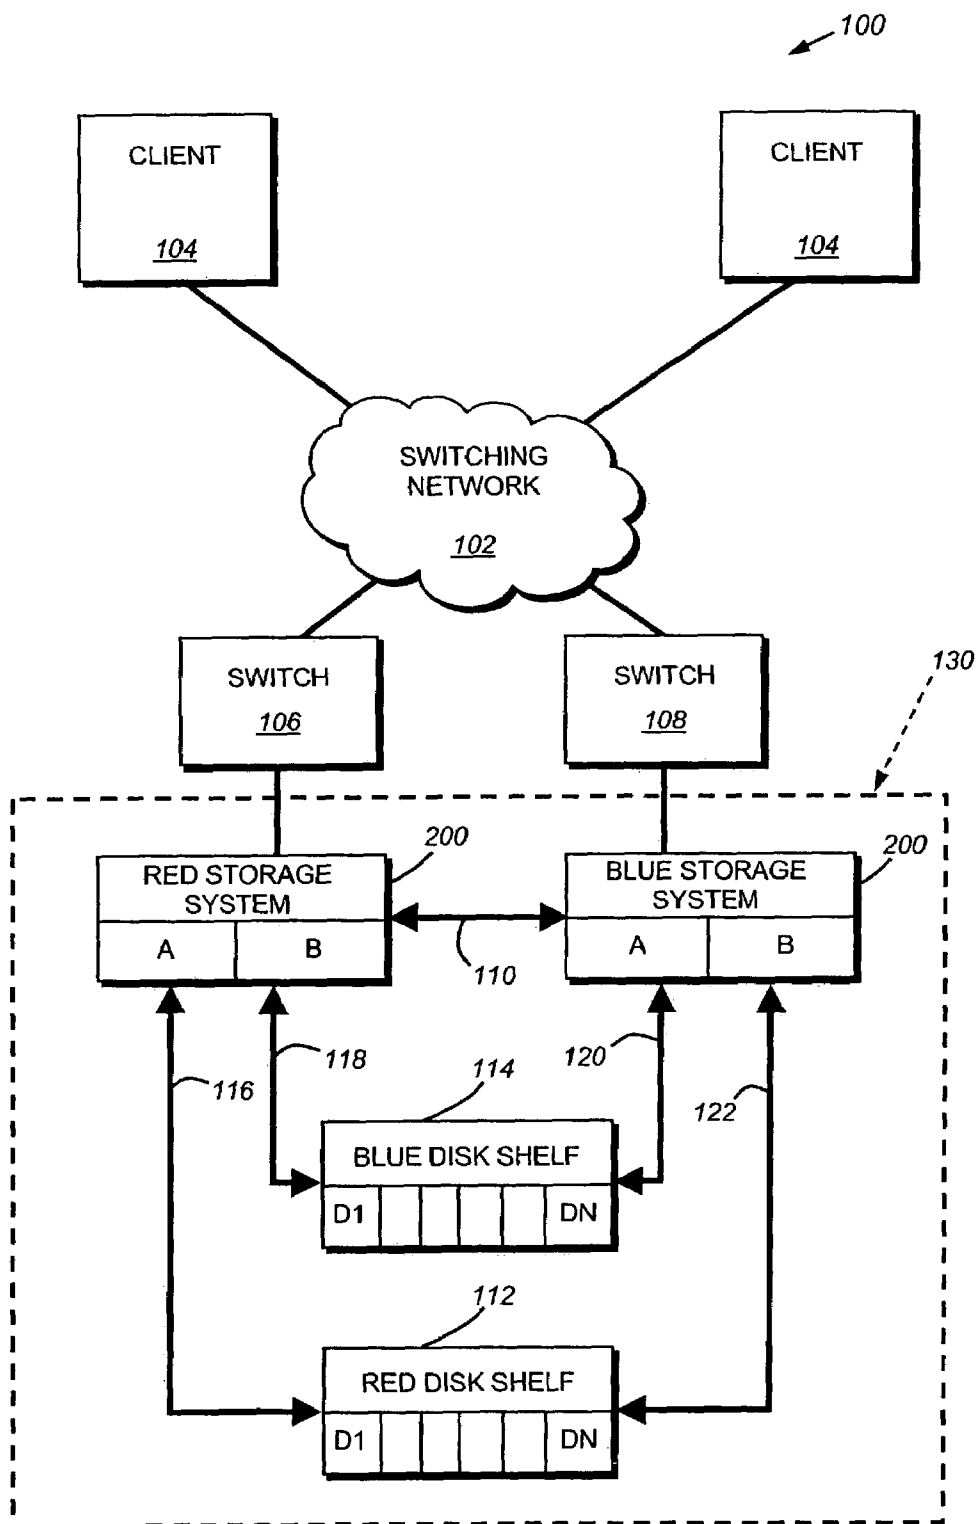 100
CLIENT
104
CLIENT
104
SWITCHING
NETWORK
102
SWITCH
106
SWITCH
108
130
200
RED STORAGE
SYSTEM
A
B
200
BLUE STORAGE
SYSTEM
A
B
110
116
118
120
122
114
BLUE DISK SHELF
D1
DN
112
RED DISK SHELF
D1
DN